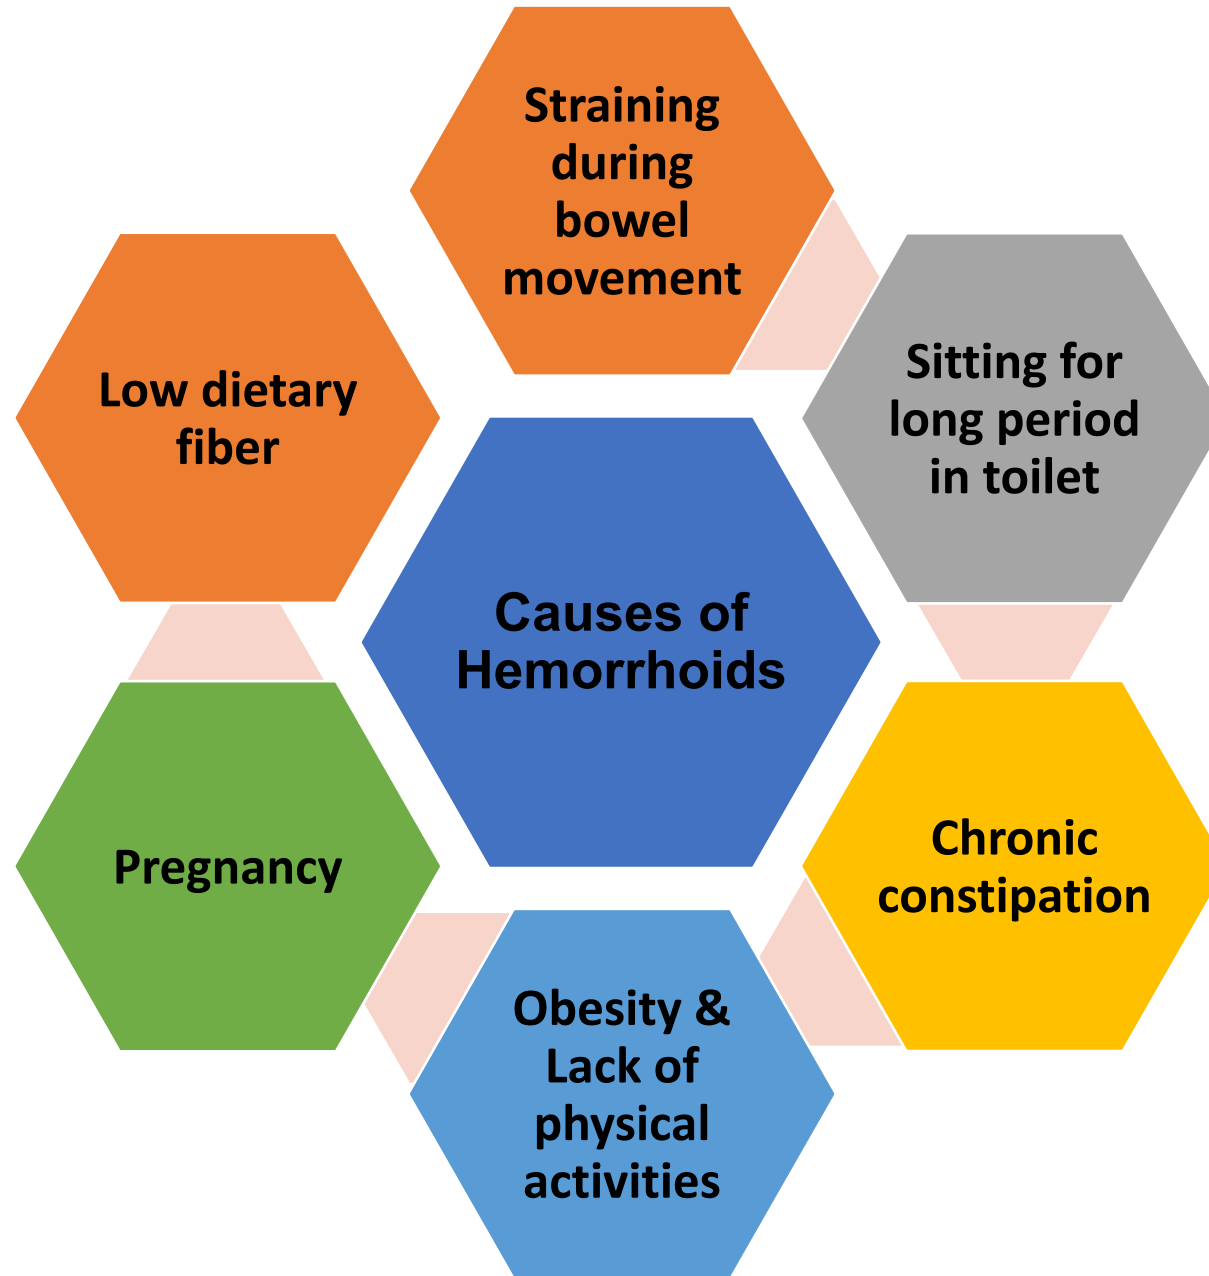 Straining
during
bowel
movement
Sitting for
long period
in toilet
Chronic
constipation
Obesity &
Lack of
physical
activities
Pregnancy
Low dietary
fiber
Causes of
Hemorrhoids